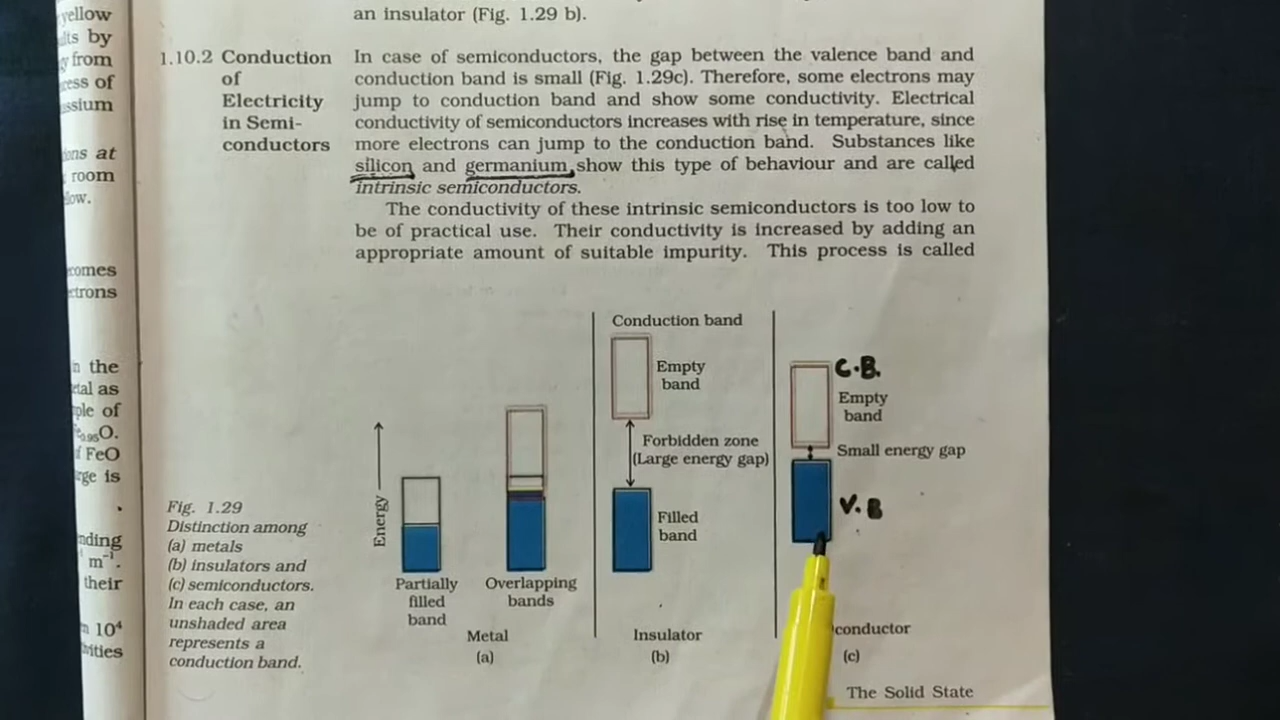 yellow
by
from
of
at
room
the
as
of
FeO
is
their
10⁴
an insulator (Fig. 1.29 b).
1.10.2 Conduction
of
Electricity
in Semi-
conductors
In case of semiconductors, the gap between the valence band and
conduction band is small (Fig. 1.29c). Therefore, some electrons may
jump to conduction band and show some conductivity. Electrical
conductivity of semiconductors increases with rise in temperature, since
more electrons can jump to the conduction band. Substances like
silicon and germanium show this type of behaviour and are called
intrinsic semiconductors.
The conductivity of these intrinsic semiconductors is too low to
be of practical use. Their conductivity is increased by adding an
appropriate amount of suitable impurity. This process is called
Conduction band
Empty
band
Forbidden zone
(Large energy gap)
Filled
band
C.B.
Empty
band
Small energy gap
V.B
Energy
Partially
filled
band
Overlapping
bands
Metal
(a)
Insulator
(b)
conductor
(c)
Fig. 1.29
Distinction among
(a) metals
(b) insulators and
(c) semiconductors.
In each case, an
unshaded area
represents a
conduction band.
The Solid State